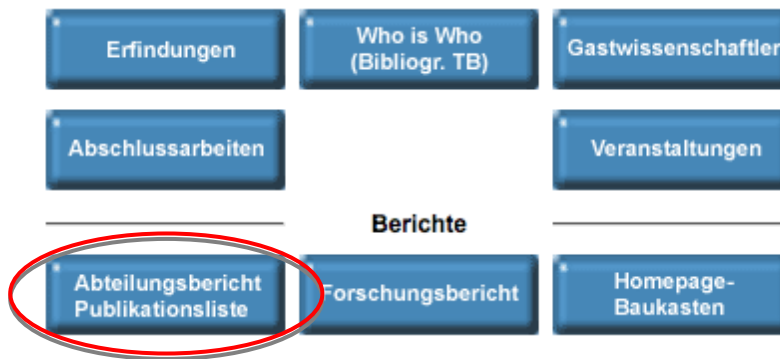 Erfindungen
Who is Who
(Bibliogr. TB)
Gastwissenschaftler
Abschlussarbeiten
Veranstaltungen
Berichte
Abteilungsbericht
Publikationsliste
Forschungsbericht
Homepage-
Baukasten